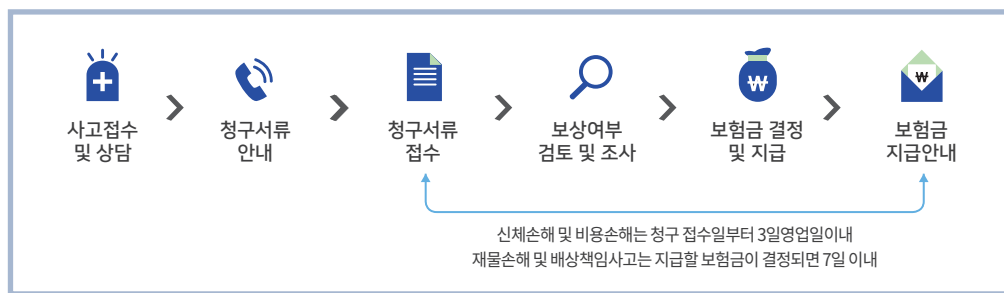 사고접수
및 상담
청구서류
안내
청구서류
접수
보상여부
검토 및 조사
₩
보험금 결정
및 지급
₩
보험금
지급안내
신체손해 및 비용손해는 청구 접수일부터 3일영업일이내
재물손해 및 배상책임사고는 지급할 보험금이 결정되면 7일 이내